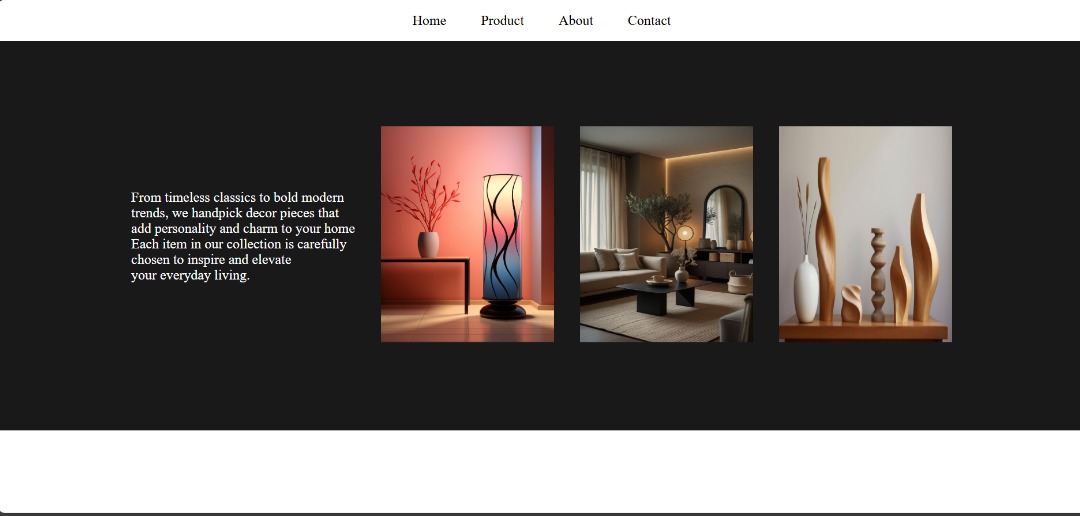 Home Product About Contact
From timeless classics to bold modern
trends, we handpick decor pieces that
add personality and charm to your home
Each item in our collection is carefully
chosen to inspire and elevate
your everyday living.